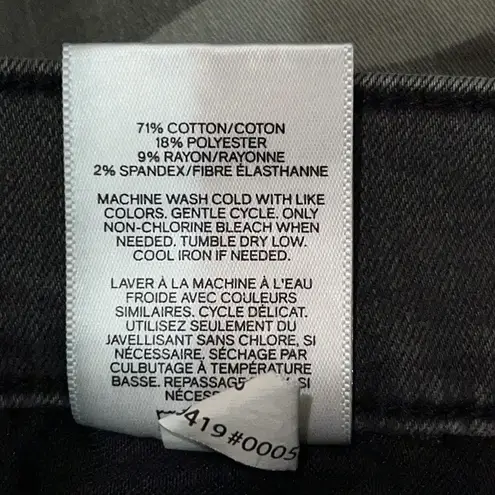 71% COTTON/COTON
18% POLYESTER
9% RAYON/RAYONNE
2% SPANDEX/FIBRE ÉLASTHANNE
MACHINE WASH COLD WITH LIKE
COLORS. GENTLE CYCLE. ONLY
NON-CHLORINE BLEACH WHEN
NEEDED. TUMBLE DRY LOW.
COOL IRON IF NEEDED.
LAVER À LA MACHINE À L'EAU
FROIDE AVEC COULEURS
SIMILAIRES. CYCLE DÉLICAT.
UTILISEZ SEULEMENT DU
JAVELLISANT SANS CHLORE, SI
NÉCESSAIRE. SÉCHAGE PAR
CULBUTAGE À TEMPÉRATURE
BASSE. SI
419#0005